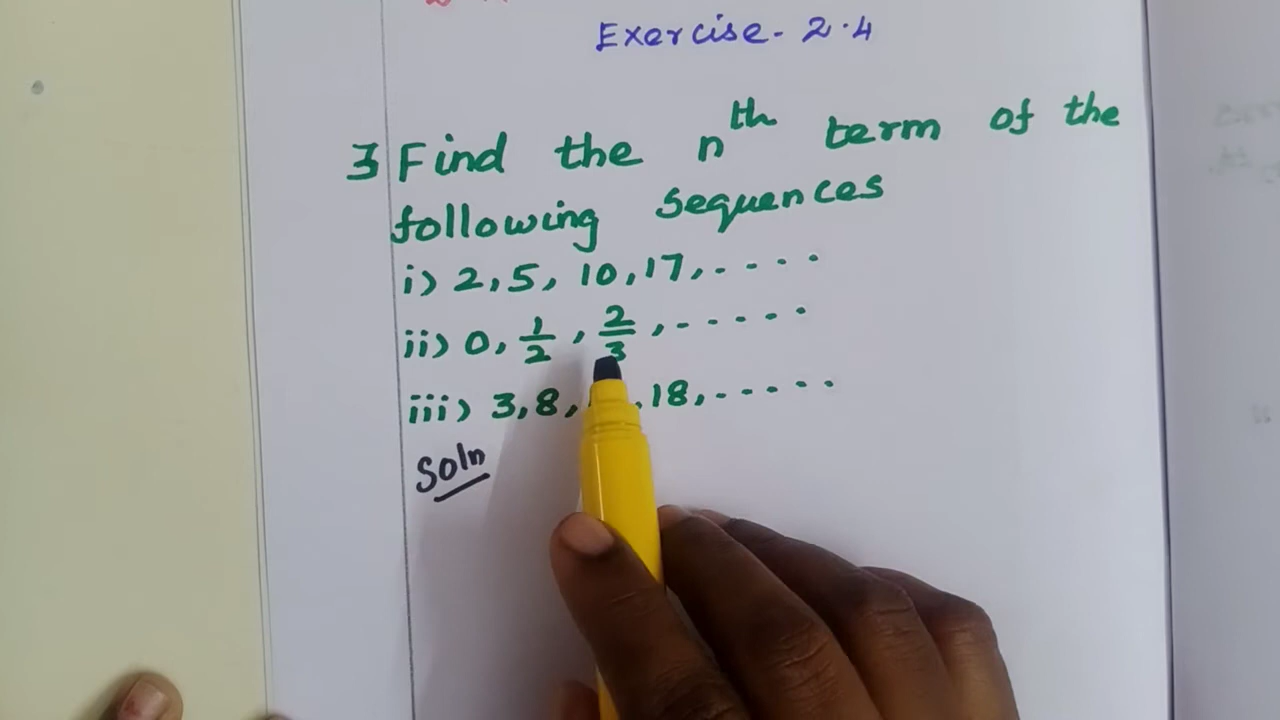 Exercise - 2.4
3 Find the nth term of the
following sequences
i) 2, 5, 10, 17, .....
ii) 0, 1/2, 2/3, ......
iii) 3, 8, , 18, ......
Soln